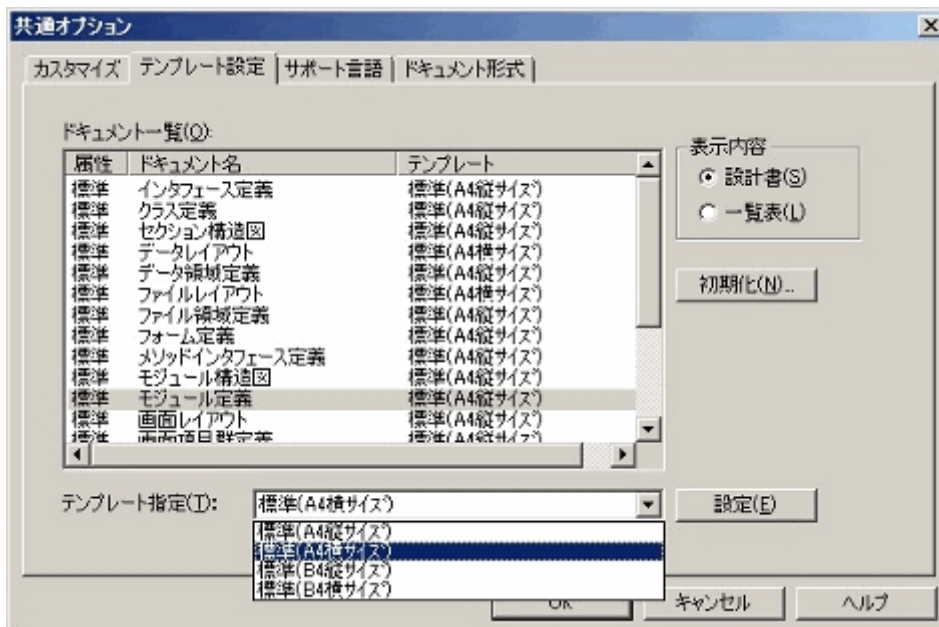 共通オプション
カスタマイズ テンプレート設定 サポート言語 ドキュメント形式
ドキュメント一覧(O):
属性 ドキュメント名 テンプレート
標準 インタフェース定義 標準(A4縦サイズ)
標準 クラス定義 標準(A4縦サイズ)
標準 セクション構造図 標準(A4縦サイズ)
標準 データレイアウト 標準(A4横サイズ)
標準 データ領域定義 標準(A4縦サイズ)
標準 ファイルレイアウト 標準(A4横サイズ)
標準 ファイル領域定義 標準(A4縦サイズ)
標準 フォーム定義 標準(A4縦サイズ)
標準 メソッドインタフェース定義 標準(A4縦サイズ)
標準 モジュール構造図 標準(A4縦サイズ)
標準 モジュール定義 標準(A4縦サイズ)
標準 画面レイアウト 標準(A4縦サイズ)
標準 画面項目群定義 標準(A4縦サイズ)
表示内容
設計書(S)
一覧表(L)
初期化(N)...
テンプレート指定(T): 標準(A4横サイズ) 設定(E)
標準(A4縦サイズ)
標準(A4横サイズ)
標準(B4縦サイズ)
標準(B4横サイズ)
OK キャンセル ヘルプ